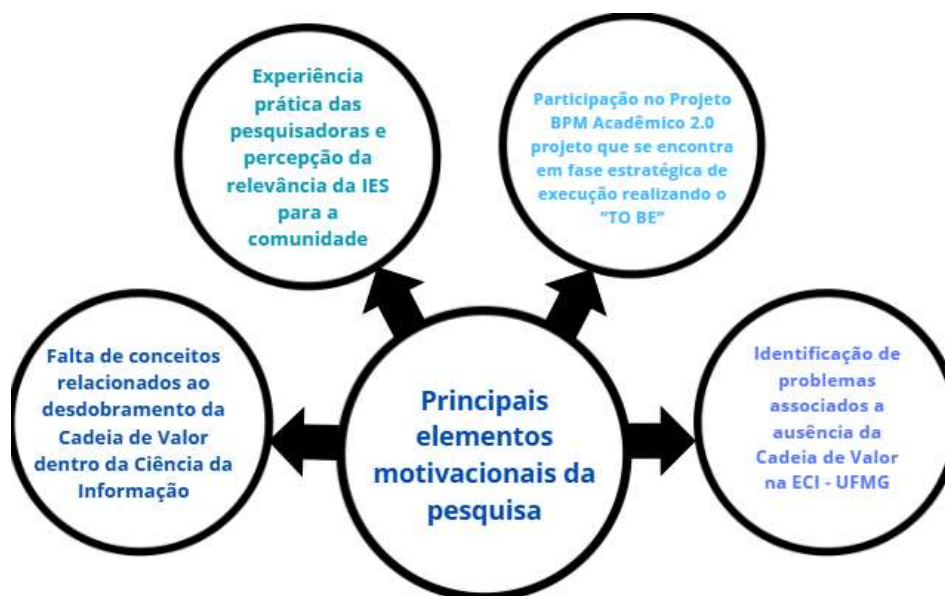 Experiência
prática das
pesquisadoras e
percepção da
relevância da IES
para a
comunidade
Participação no Projeto
BPM Acadêmico 2.0
projeto que se encontra
em fase estratégica de
execução realizando o
“TO BE”
Falta de conceitos
relacionados ao
desdobramento da
Cadeia de Valor
dentro da Ciência da
Informação
Principais
elementos
motivacionais da
pesquisa
Identificação de
problemas
associados a
ausência da
Cadeia de Valor
na ECI - UFMG